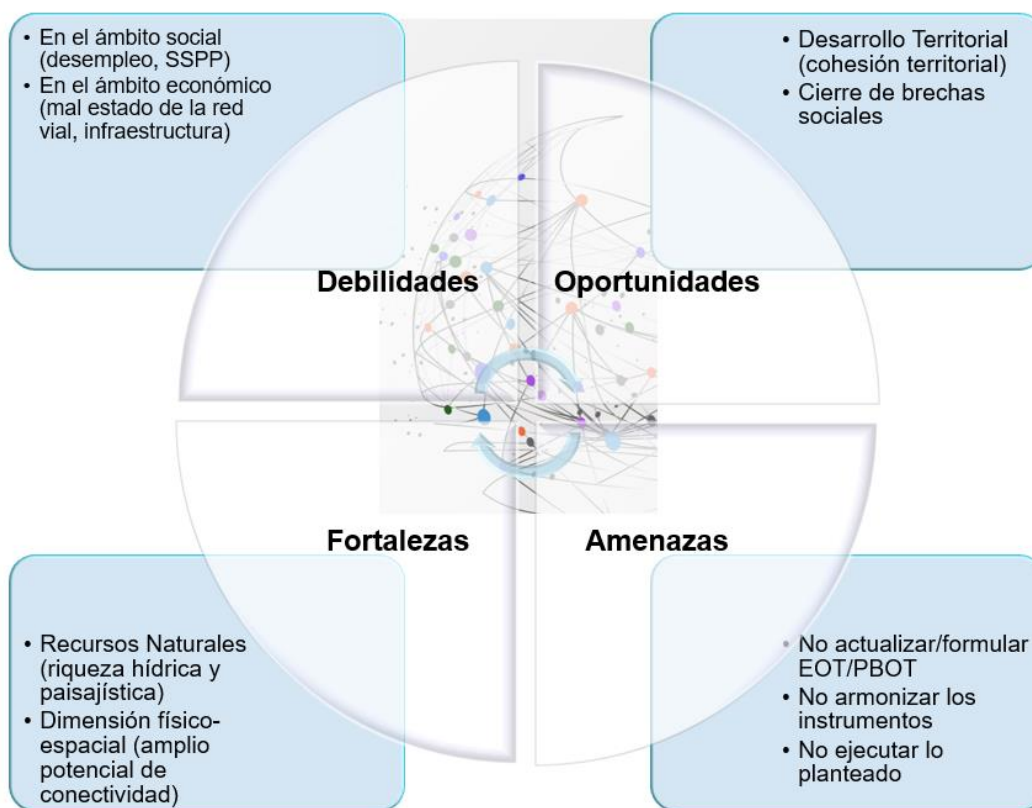 • En el ámbito social
(desempleo, SSPP)
• En el ámbito económico
(mal estado de la red
vial, infraestructura)
• Desarrollo Territorial
(cohesión territorial)
• Cierre de brechas
sociales
Debilidades
Oportunidades
Fortalezas
Amenazas
• Recursos Naturales
(riqueza hídrica y
paisajística)
• Dimensión físico-
espacial (amplio
potencial de
conectividad)
• No actualizar/formular
EOT/PBOT
• No armonizar los
instrumentos
• No ejecutar lo
planteado